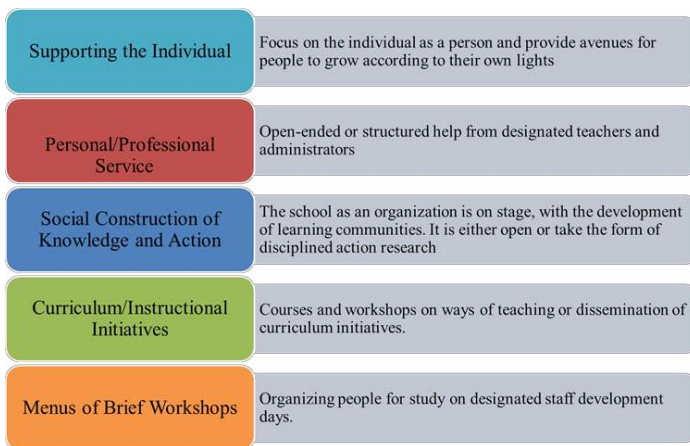 Supporting the Individual
Focus on the individual as a person and provide avenues for
people to grow according to their own lights
Personal/Professional
Service
Open-ended or structured help from designated teachers and
administrators
Social Construction of
Knowledge and Action
The school as an organization is on stage, with the development
of learning communities. It is either open or take the form of
disciplined action research
Curriculum/Instructional
Initiatives
Courses and workshops on ways of teaching or dissemination of
curriculum initiatives.
Menus of Brief Workshops
Organizing people for study on designated staff development
days.